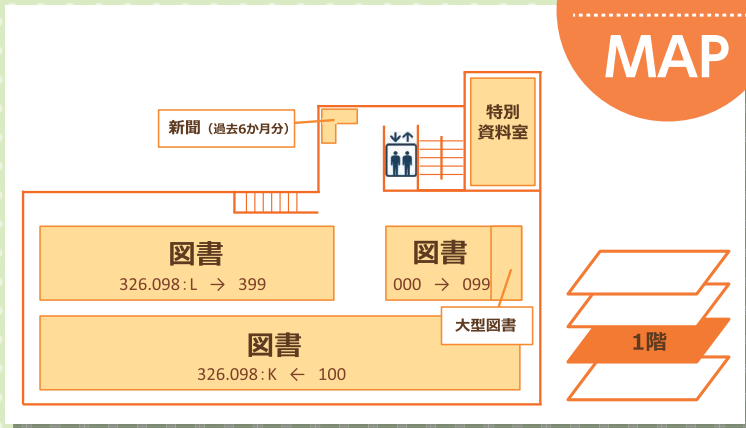 MAP
特別
資料室
新聞（過去6か月分）
図書
326.098:L → 399
図書
000 → 099
大型図書
図書
326.098:K ← 100
1階